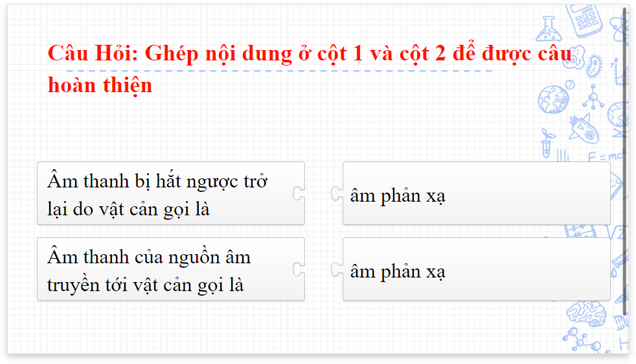 Câu Hỏi: Ghép nội dung ở cột 1 và cột 2 để được câu
hoàn thiện
Âm thanh bị hắt ngược trở
lại do vật cản gọi là
âm phản xạ
Âm thanh của nguồn âm
truyền tới vật cản gọi là
âm phản xạ